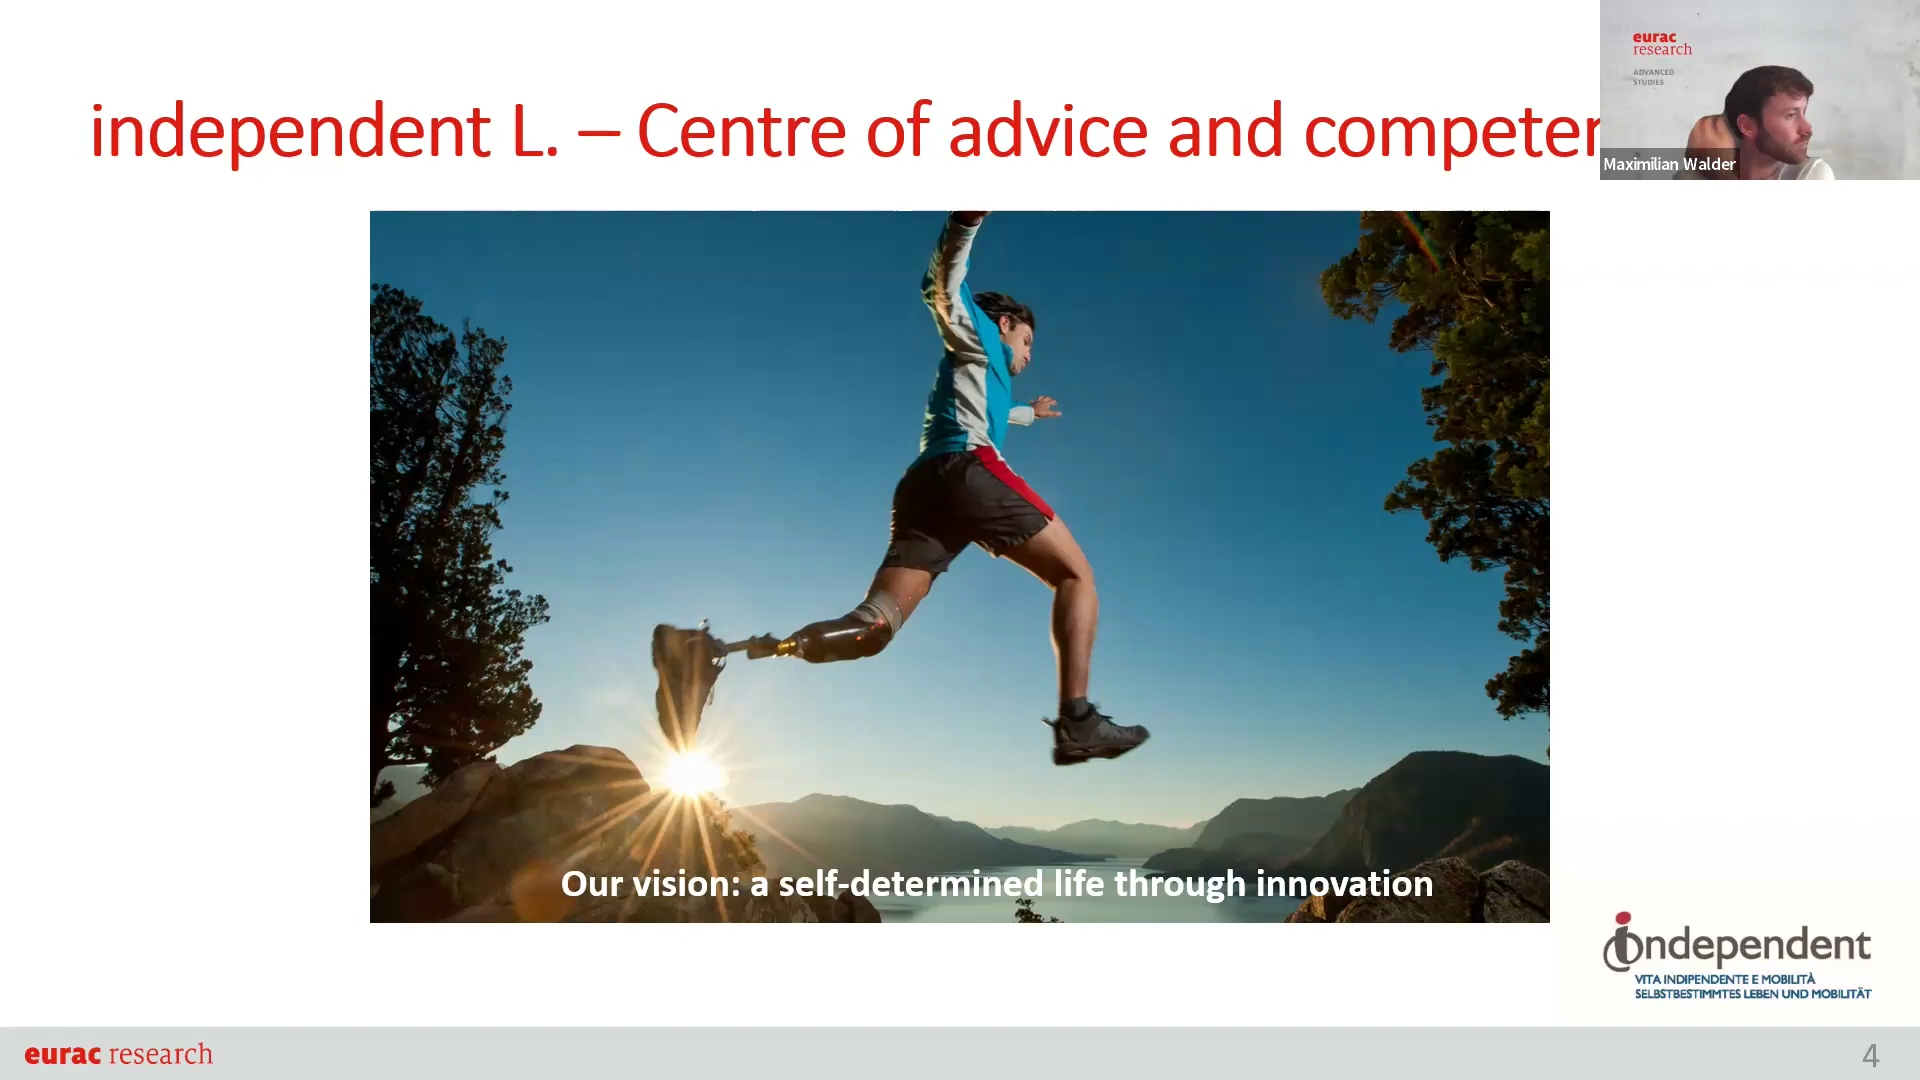 independent L. – Centre of advice and
eurac
research
ADVANCED
STUDIES
Maximilian Walder
Our vision: a self-determined life through innovation
independent
VITA INDIPENDENTE E MOBILITÀ
SELBSTBESTIMMTES LEBEN UND MOBILITÄT
eurac research
4